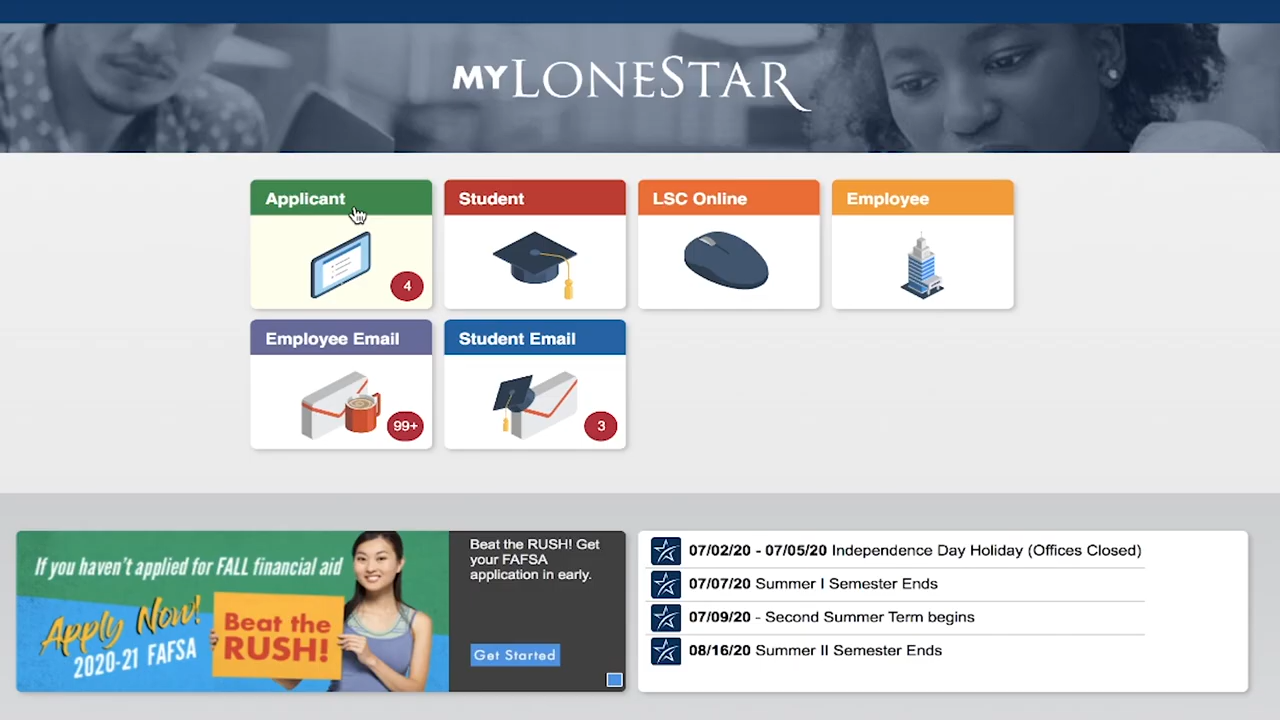 MY LONESTAR
Applicant
Student
LSC Online
Employee
4
Employee Email
Student Email
99+
3
If you haven't applied for FALL financial aid
Apply Now!
2020-21 FAFSA
Beat the
RUSH!
Beat the RUSH! Get
your FAFSA
application in early.
Get Started
07/02/20 - 07/05/20 Independence Day Holiday (Offices Closed)
07/07/20 Summer I Semester Ends
07/09/20 - Second Summer Term begins
08/16/20 Summer II Semester Ends